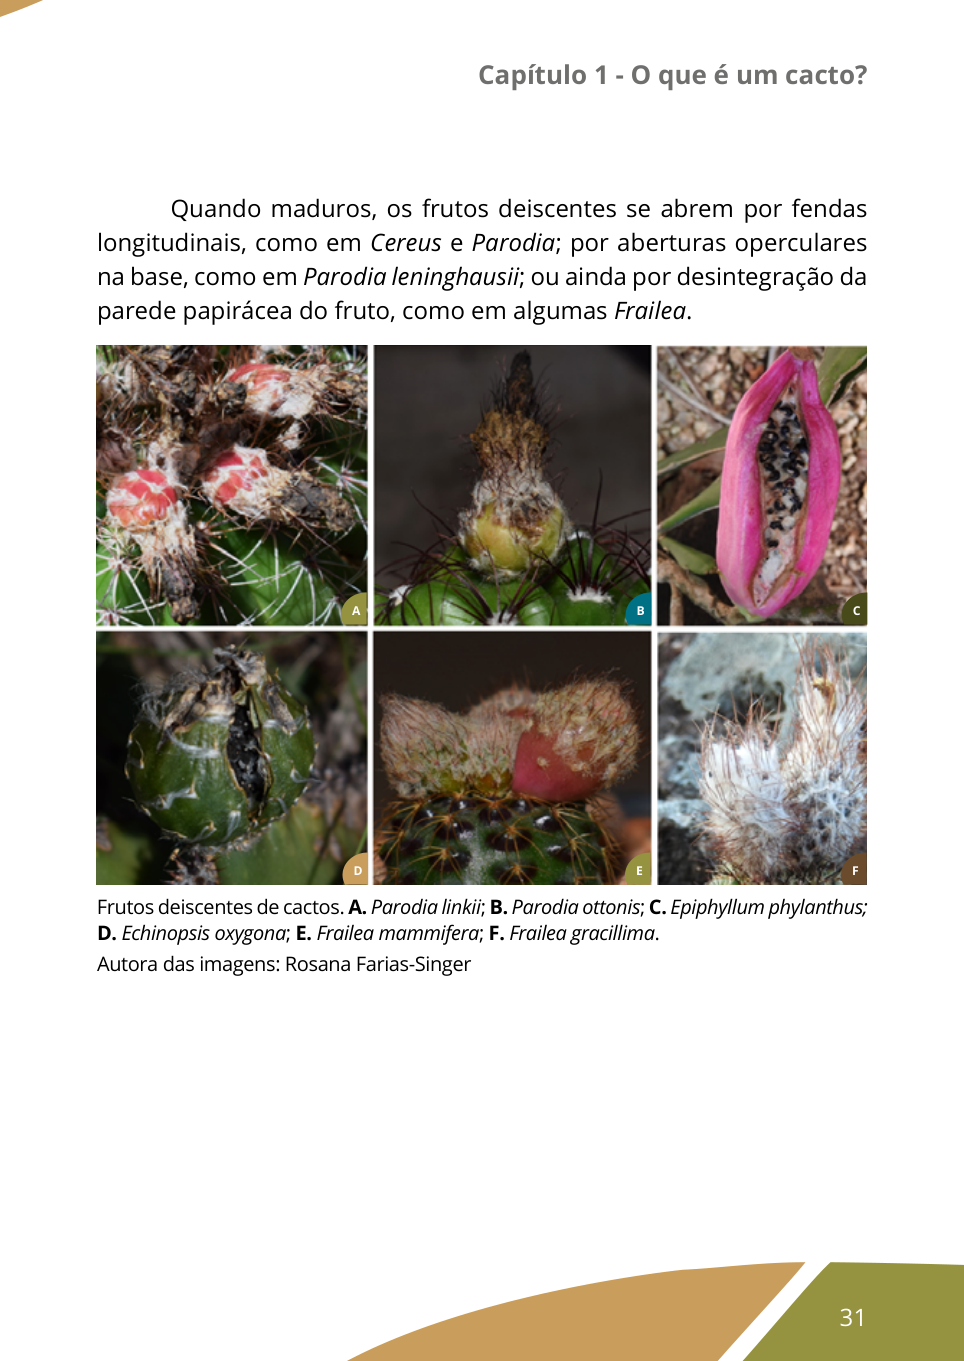 Capítulo 1 - O que é um cacto?
Quando maduros, os frutos deiscentes se abrem por fendas
longitudinais, como em Cereus e Parodia; por aberturas operculares
na base, como em Parodia leninghausii; ou ainda por desintegração da
parede papirácea do fruto, como em algumas Frailea.
A
B
C
D
E
F
Frutos deiscentes de cactos. A. Parodia linkii; B. Parodia ottonis; C. Epiphyllum phylanthus;
D. Echinopsis oxygona; E. Frailea mammifera; F. Frailea gracillima.
Autora das imagens: Rosana Farias-Singer
31